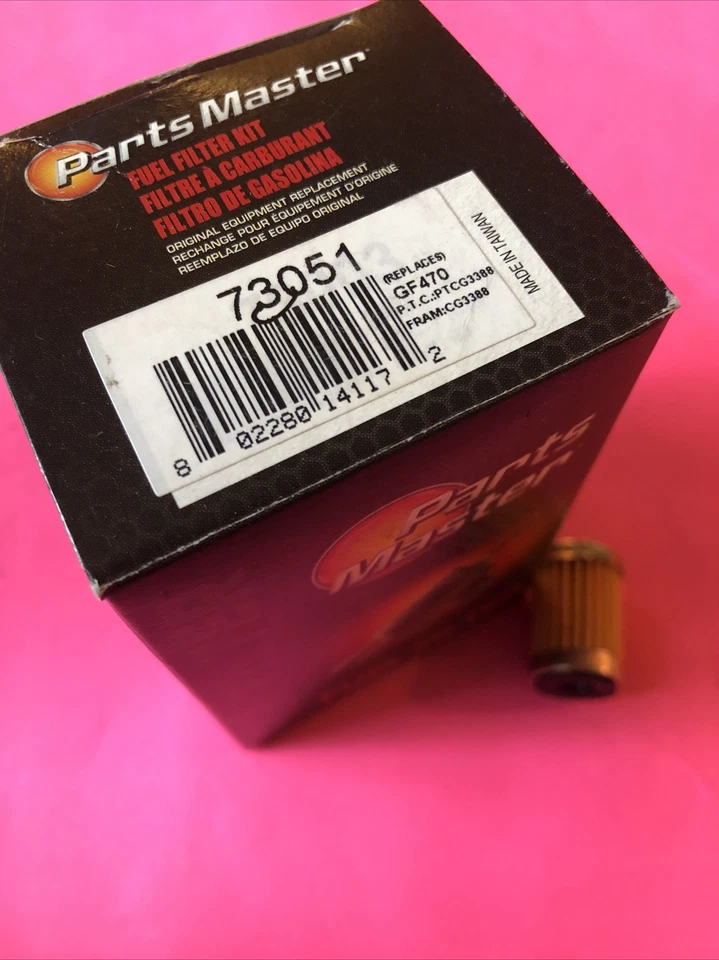 Parts Master
FUEL FILTER KIT
FILTRE À CARBURANT
FILTRO DE GASOLINA
ORIGINAL EQUIPMENT REPLACEMENT
RECHANGE POUR ÉQUIPEMENT D'ORIGINE
REEMPLAZO DE EQUIPO ORIGINAL
73051
(REPLACES)
GF470
P.T.C.:PTCG3388
FRAM:CG3388
MADE IN TAIWAN
8 02280 14117 2
Parts
Master